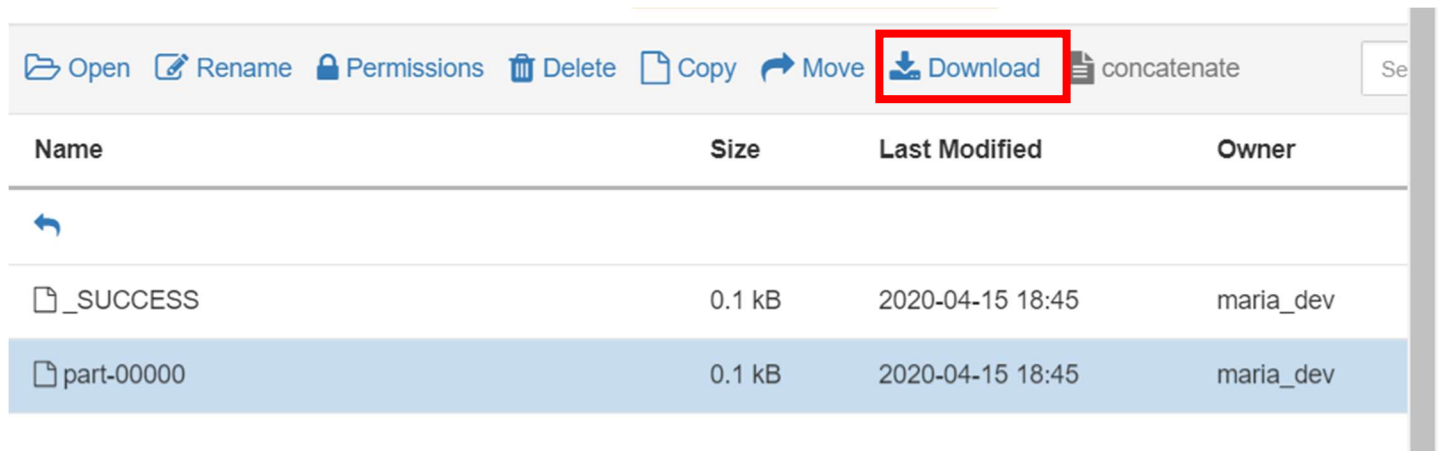 Open Rename Permissions Delete Copy Move Download concatenate Se
Name Size Last Modified Owner
_SUCCESS 0.1 kB 2020-04-15 18:45 maria_dev
part-00000 0.1 kB 2020-04-15 18:45 maria_dev